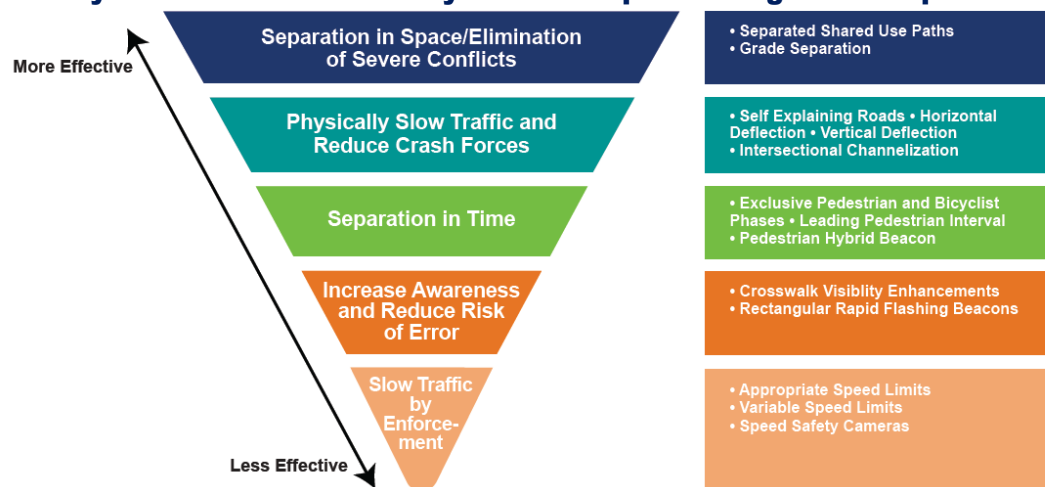 More Effective
Separation in Space/Elimination
of Severe Conflicts
• Separated Shared Use Paths
• Grade Separation
Physically Slow Traffic and
Reduce Crash Forces
• Self Explaining Roads • Horizontal
Deflection • Vertical Deflection
• Intersectional Channelization
Separation in Time
• Exclusive Pedestrian and Bicyclist
Phases • Leading Pedestrian Interval
• Pedestrian Hybrid Beacon
Increase Awareness
and Reduce Risk
of Error
• Crosswalk Visiblity Enhancements
• Rectangular Rapid Flashing Beacons
Slow Traffic
by
Enforce-
ment
• Appropriate Speed Limits
• Variable Speed Limits
• Speed Safety Cameras
Less Effective